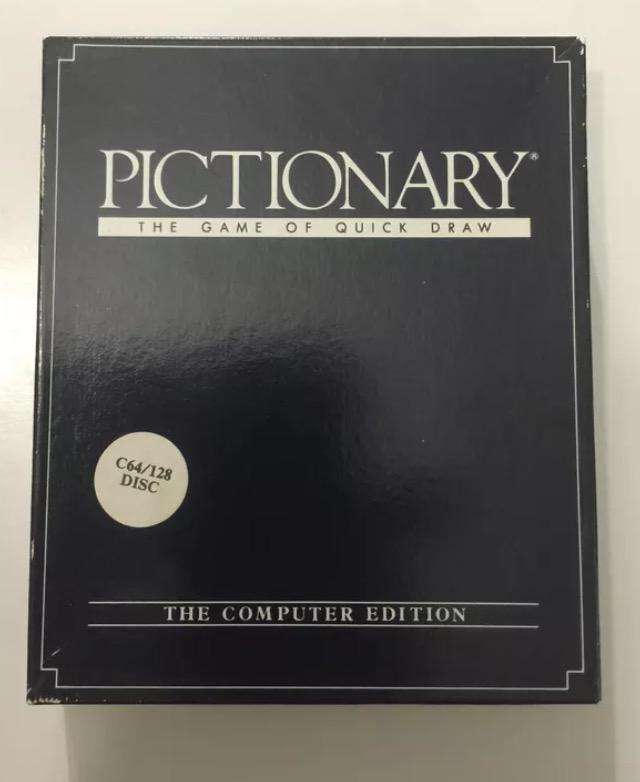 PICTIONARY®
THE GAME OF QUICK DRAW
C64/128
DISC
THE COMPUTER EDITION